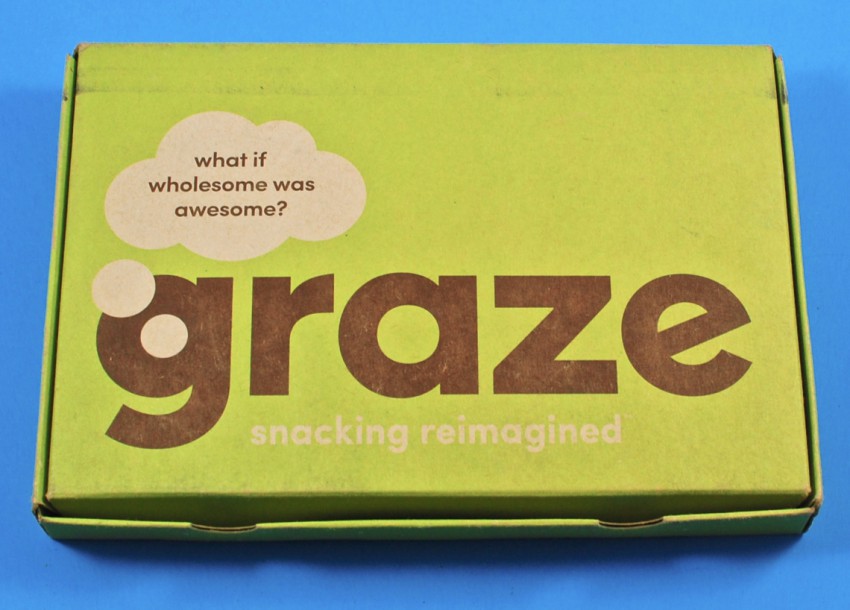 what if
wholesome was
awesome?
graze
snacking reimagined